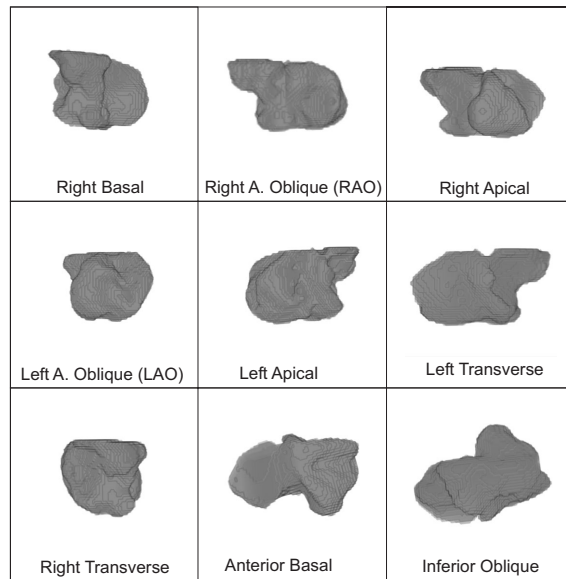 Right Basal
Right A. Oblique (RAO)
Right Apical
Left A. Oblique (LAO)
Left Apical
Left Transverse
Right Transverse
Anterior Basal
Inferior Oblique